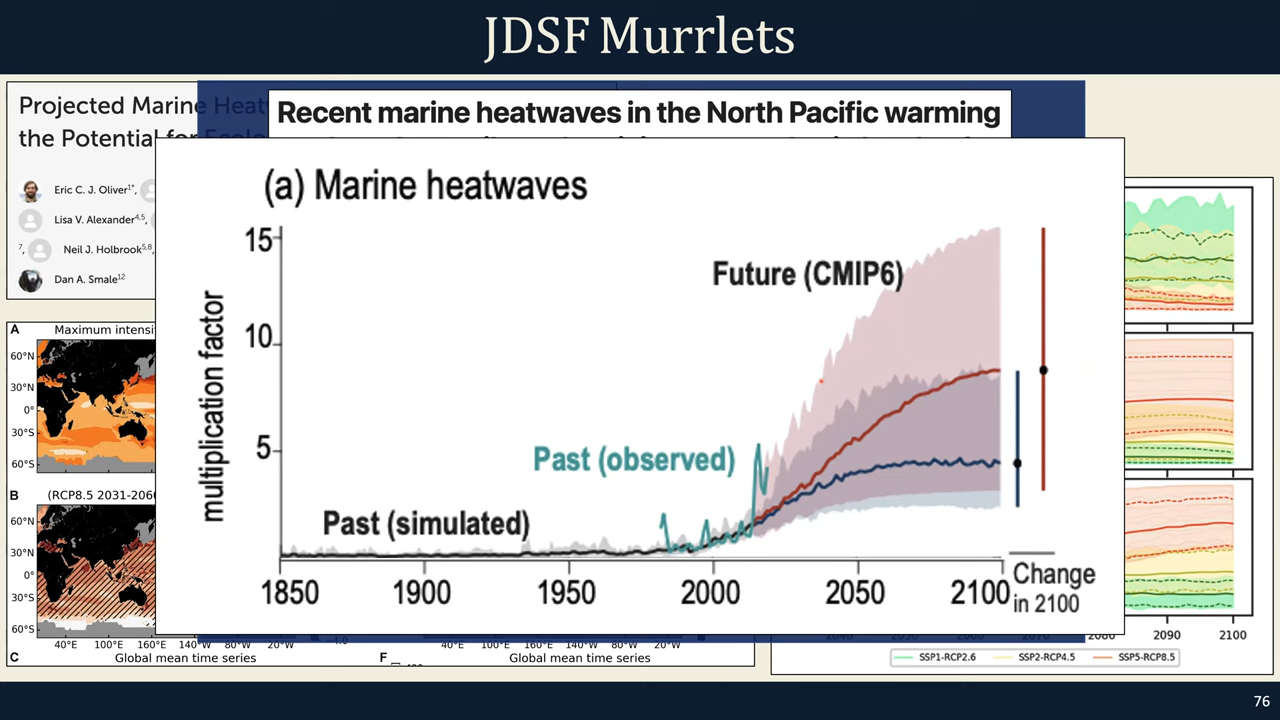 JDSF Murrlets
Projected Marine Heat
the Potential for
Eric C. J. Oliver1*,
Lisa V. Alexander4,5,
7, Neil J. Holbrook5,8
Dan A. Smale12
Recent marine heatwaves in the North Pacific warming
(a) Marine heatwaves
multiplication factor
15
10
5
Future (CMIP6)
Past (observed)
Past (simulated)
1850 1900 1950 2000 2050 2100
Change
in 2100
A Maximum intensi
60°N
30°N
0°
30°S
60°S
B (RCP8.5 2031-206
60°N
30°N
0°
30°S
60°S
40°E 100°E 160°E 140°W 80°W 20°W
40°E 100°E 160°E 140°W 80°W 20°W
C Global mean time series
F Global mean time series
2040 2050 2060 2070 2080 2090 2100
SSP1-RCP2.6 SSP2-RCP4.5 SSP5-RCP8.5
76